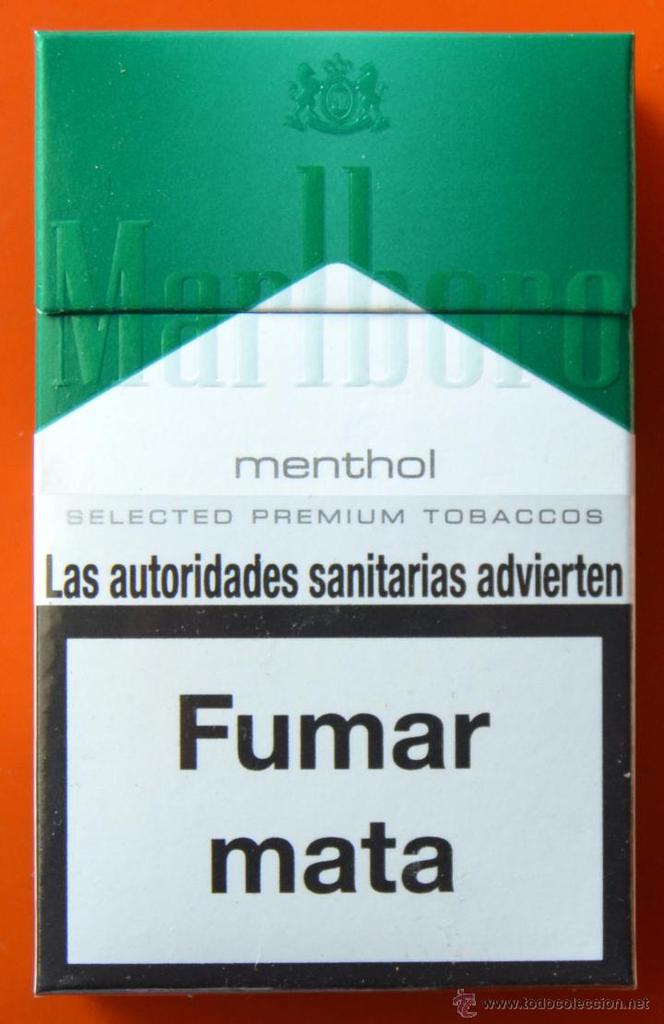 Marlboro
menthol
SELECTED PREMIUM TOBACCOS
Las autoridades sanitarias advierten
Fumar
mata
www.todocoleccion.net